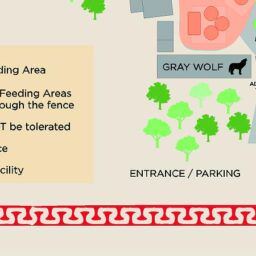 ding Area
Feeding Areas
ough the fence
T be tolerated
ce
cility
GRAY WOLF
ENTRANCE / PARKING